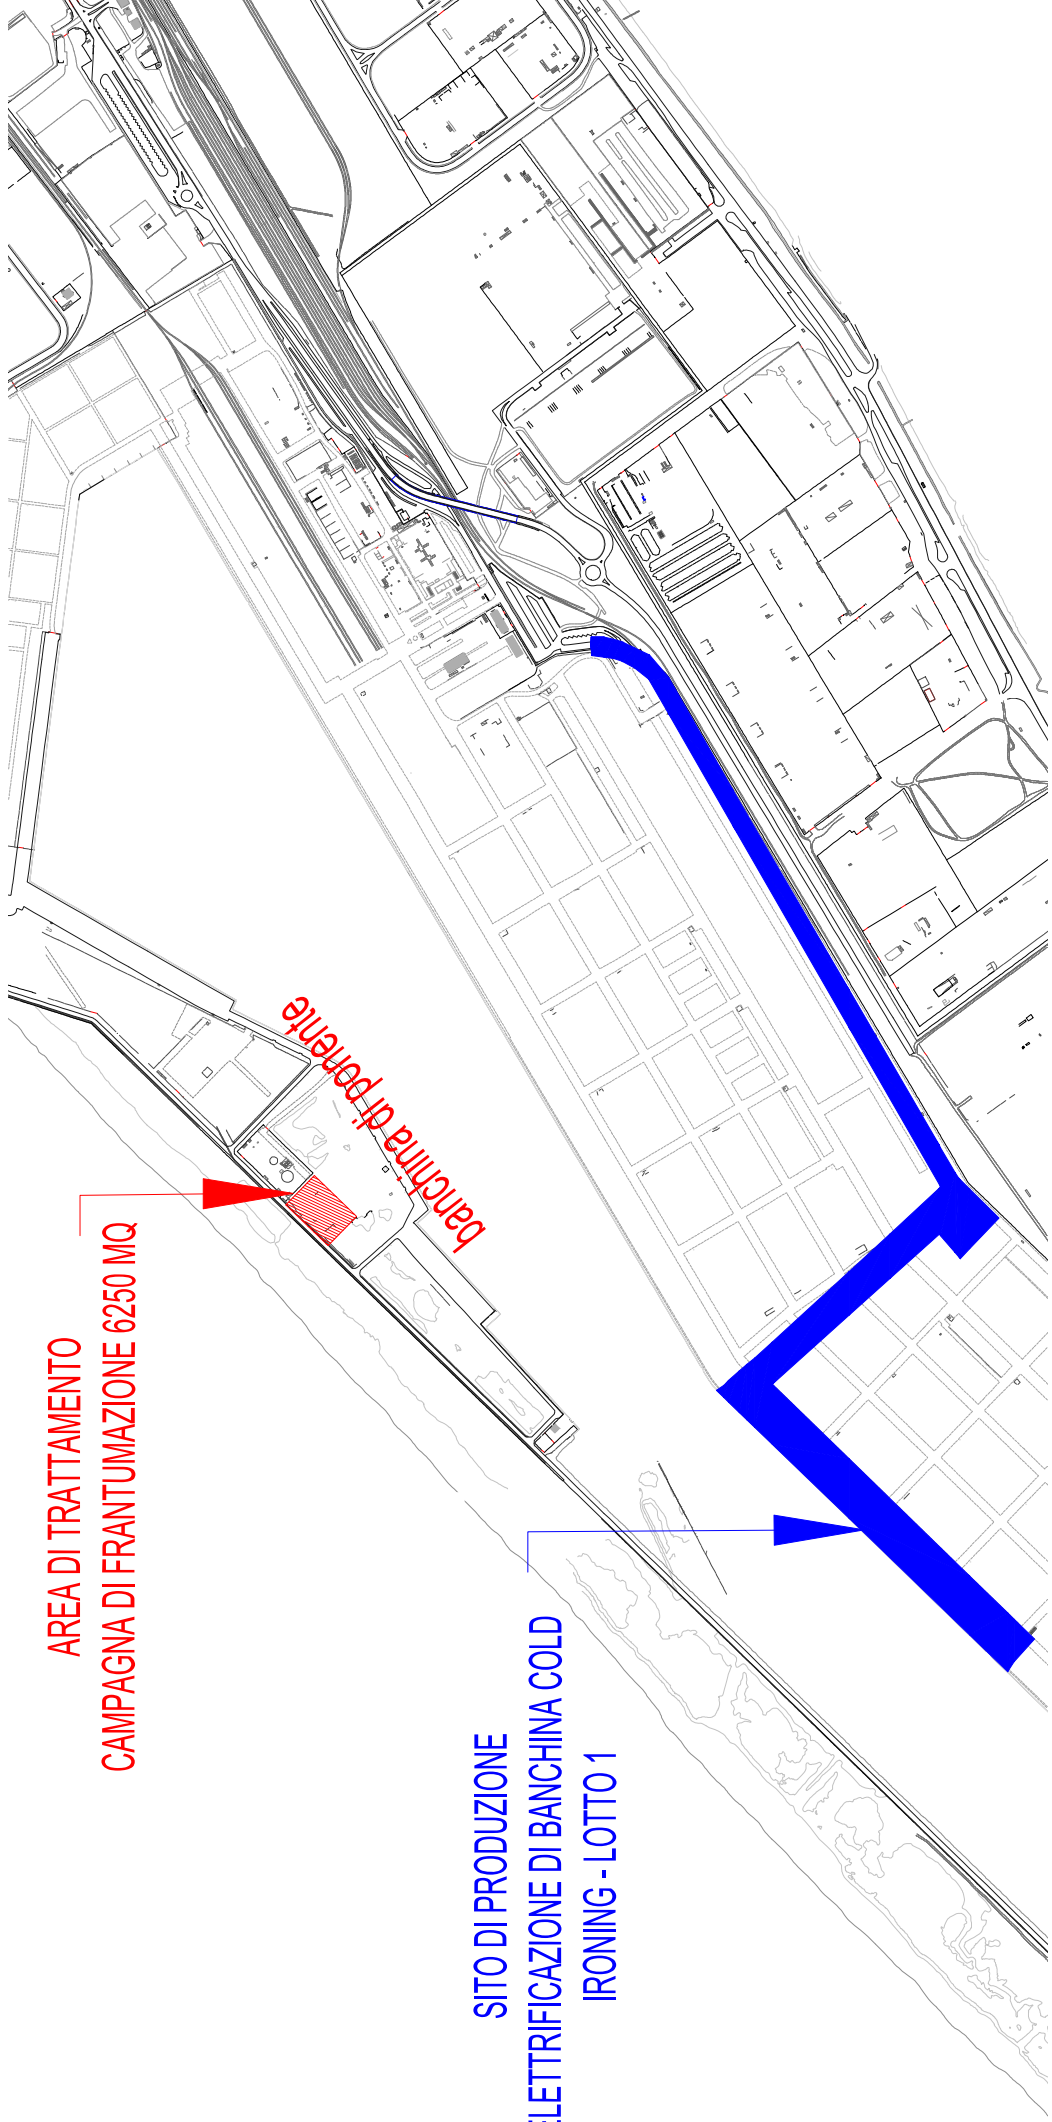 AREA DI TRATTAMENTO
CAMPAGNA DI FRANTUMAZIONE 6250 MQ
banchina di ponente
SITO DI PRODUZIONE
ELETTRIFICAZIONE DI BANCHINA COLD
IRONING - LOTTO 1